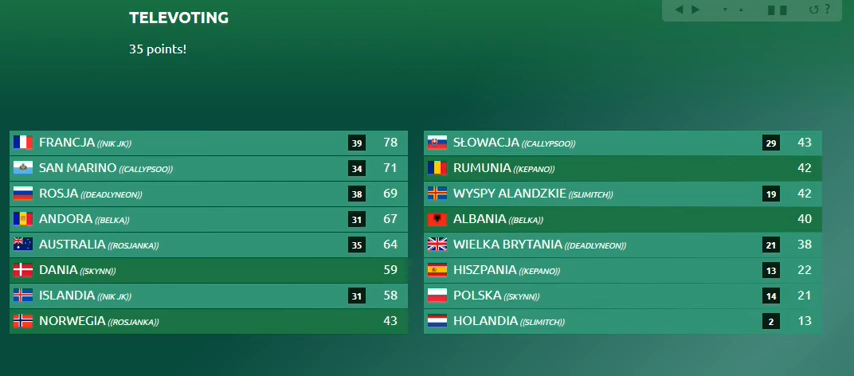 TELEVOTING
?
35 points!
FRANCJA ((NIK JK)) 39 78
SAN MARINO ((CALLYPSOO)) 34 71
ROSJA ((DEADLYNEON)) 38 69
ANDORA ((BELKA)) 31 67
AUSTRALIA ((ROSJANKA)) 35 64
DANIA ((SKYNN)) 59
ISLANDIA ((NIK JK)) 31 58
NORWEGIA ((ROSJANKA)) 43
SŁOWACJA ((CALLYPSOO)) 29 43
RUMUNIA ((KEPANO)) 42
WYSPY ALANDZKIE ((SLIMITCH)) 19 42
ALBANIA ((BELKA)) 40
WIELKA BRYTANIA ((DEADLYNEON)) 21 38
HISZPANIA ((KEPANO)) 13 22
POLSKA ((SKYNN)) 14 21
HOLANDIA ((SLIMITCH)) 2 13